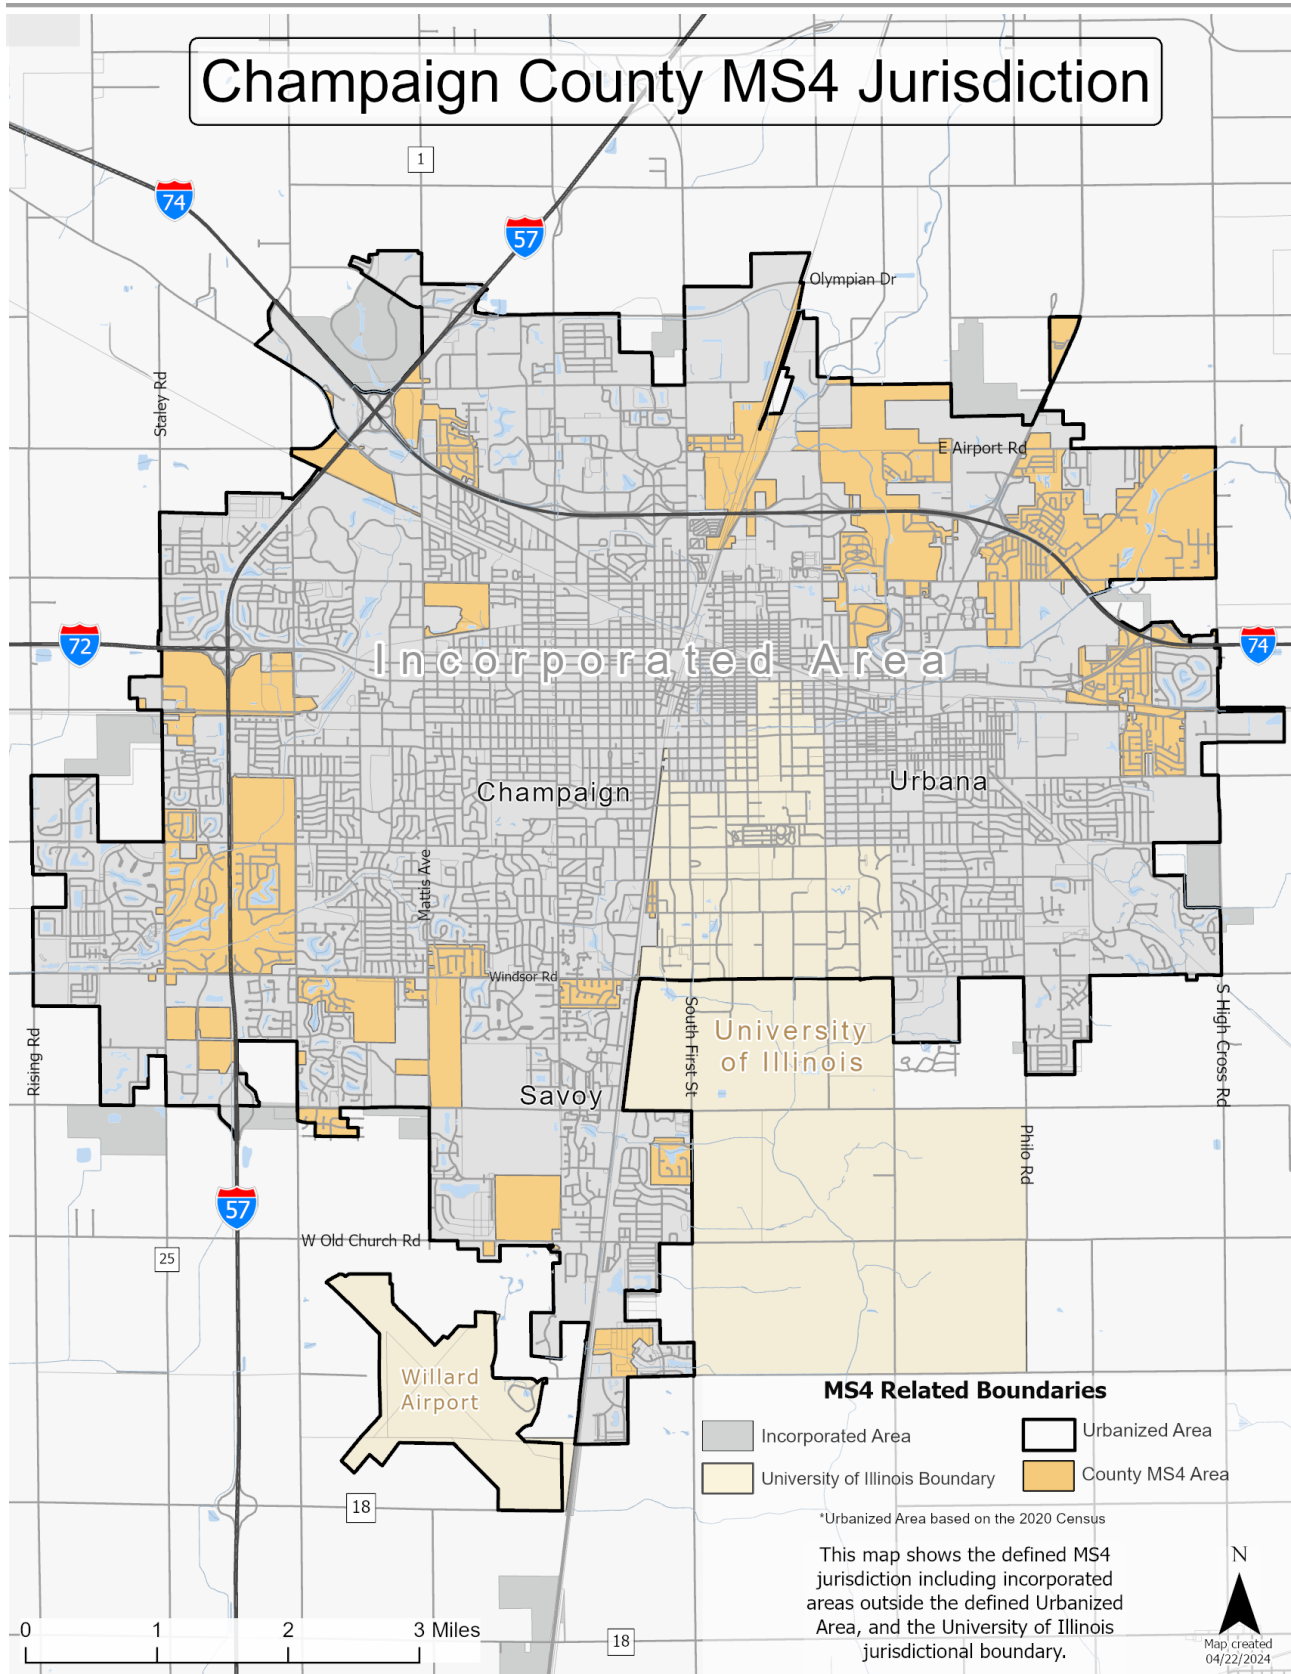 Champaign County MS4 Jurisdiction
1
74
57
Olympian Dr
Staley Rd
E Airport Rd
72
Incorporated Area
74
Champaign
Urbana
Mattis Ave
Windsor Rd
Rising Rd
South First St
University
of Illinois
S High Cross Rd
Savoy
Philo Rd
57
W Old Church Rd
25
Willard
Airport
MS4 Related Boundaries
Incorporated Area
Urbanized Area
University of Illinois Boundary
County MS4 Area
18
*Urbanized Area based on the 2020 Census
This map shows the defined MS4
jurisdiction including incorporated
areas outside the defined Urbanized
Area, and the University of Illinois
jurisdictional boundary.
N
0 1 2 3 Miles
18
Map created
04/22/2024